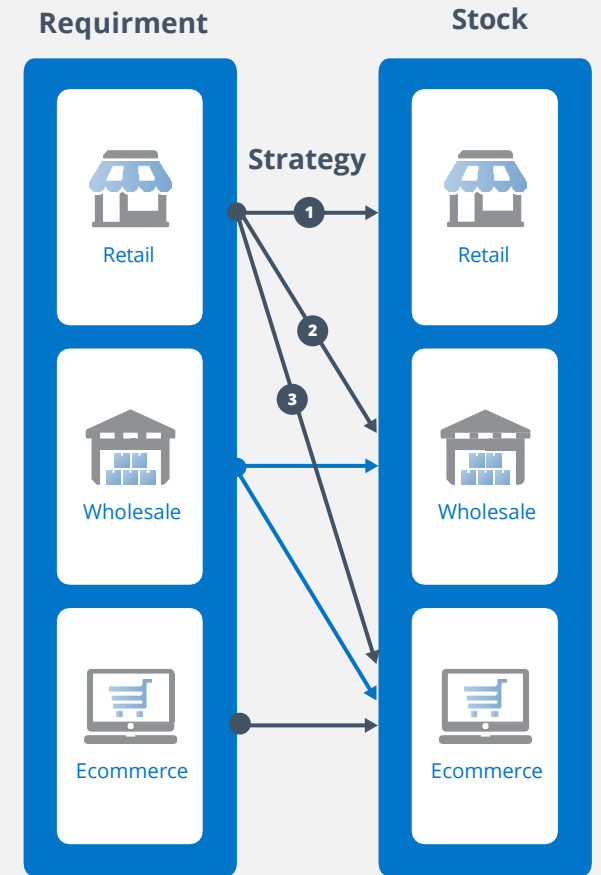 Requirment
Stock
Strategy
Retail
1
Retail
2
3
Wholesale
Wholesale
Ecommerce
Ecommerce